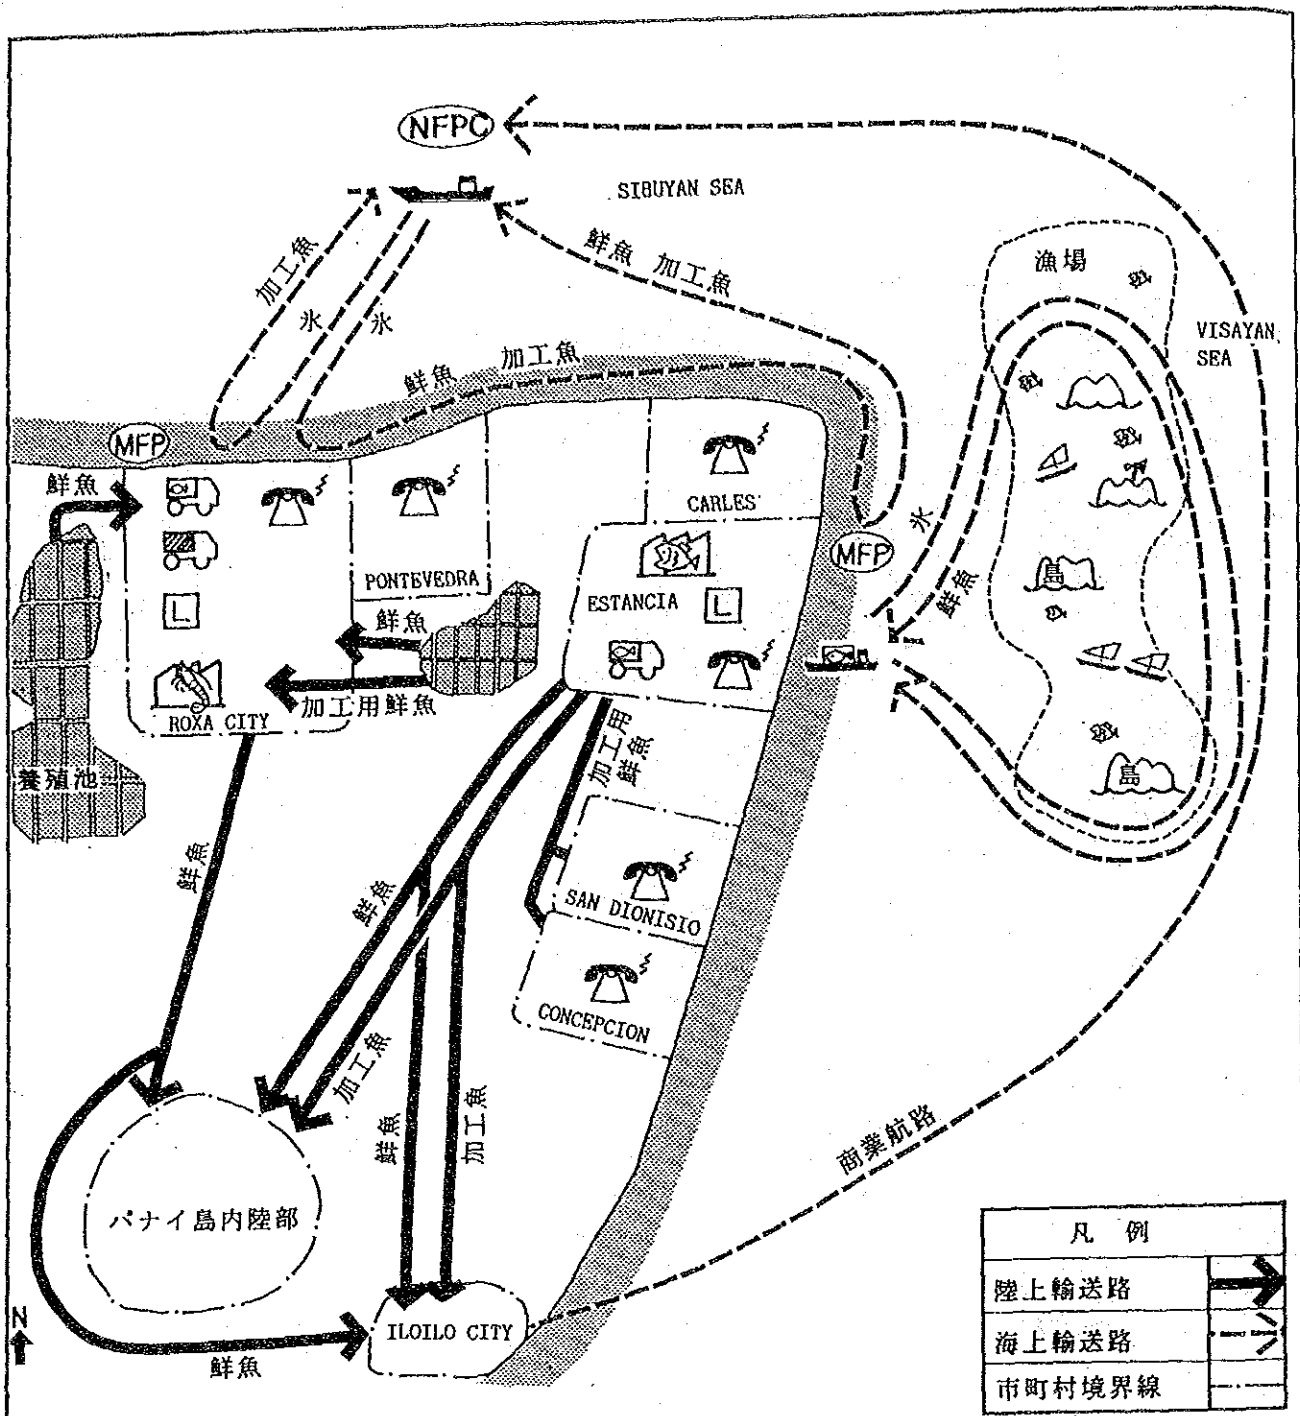 NFPC
SIBUYAN SEA
加工魚
氷
氷
鮮魚 加工魚
漁場
VISAYAN
SEA
鮮魚 加工魚
MFP
鮮魚
CARLES
氷
MFP
鮮魚
島
PONTEVEDRA
ESTANCIA
L
L
鮮魚
加工用鮮魚
ROXA CITY
加工用
鮮魚
養殖池
島
鮮魚
鮮魚
SAN DIONISIO
CONCEPCION
加工魚
鮮魚
加工魚
商業航路
パナイ島内陸部
N
ILOILO CITY
鮮魚
凡例
陸上輸送路
海上輸送路
市町村境界線